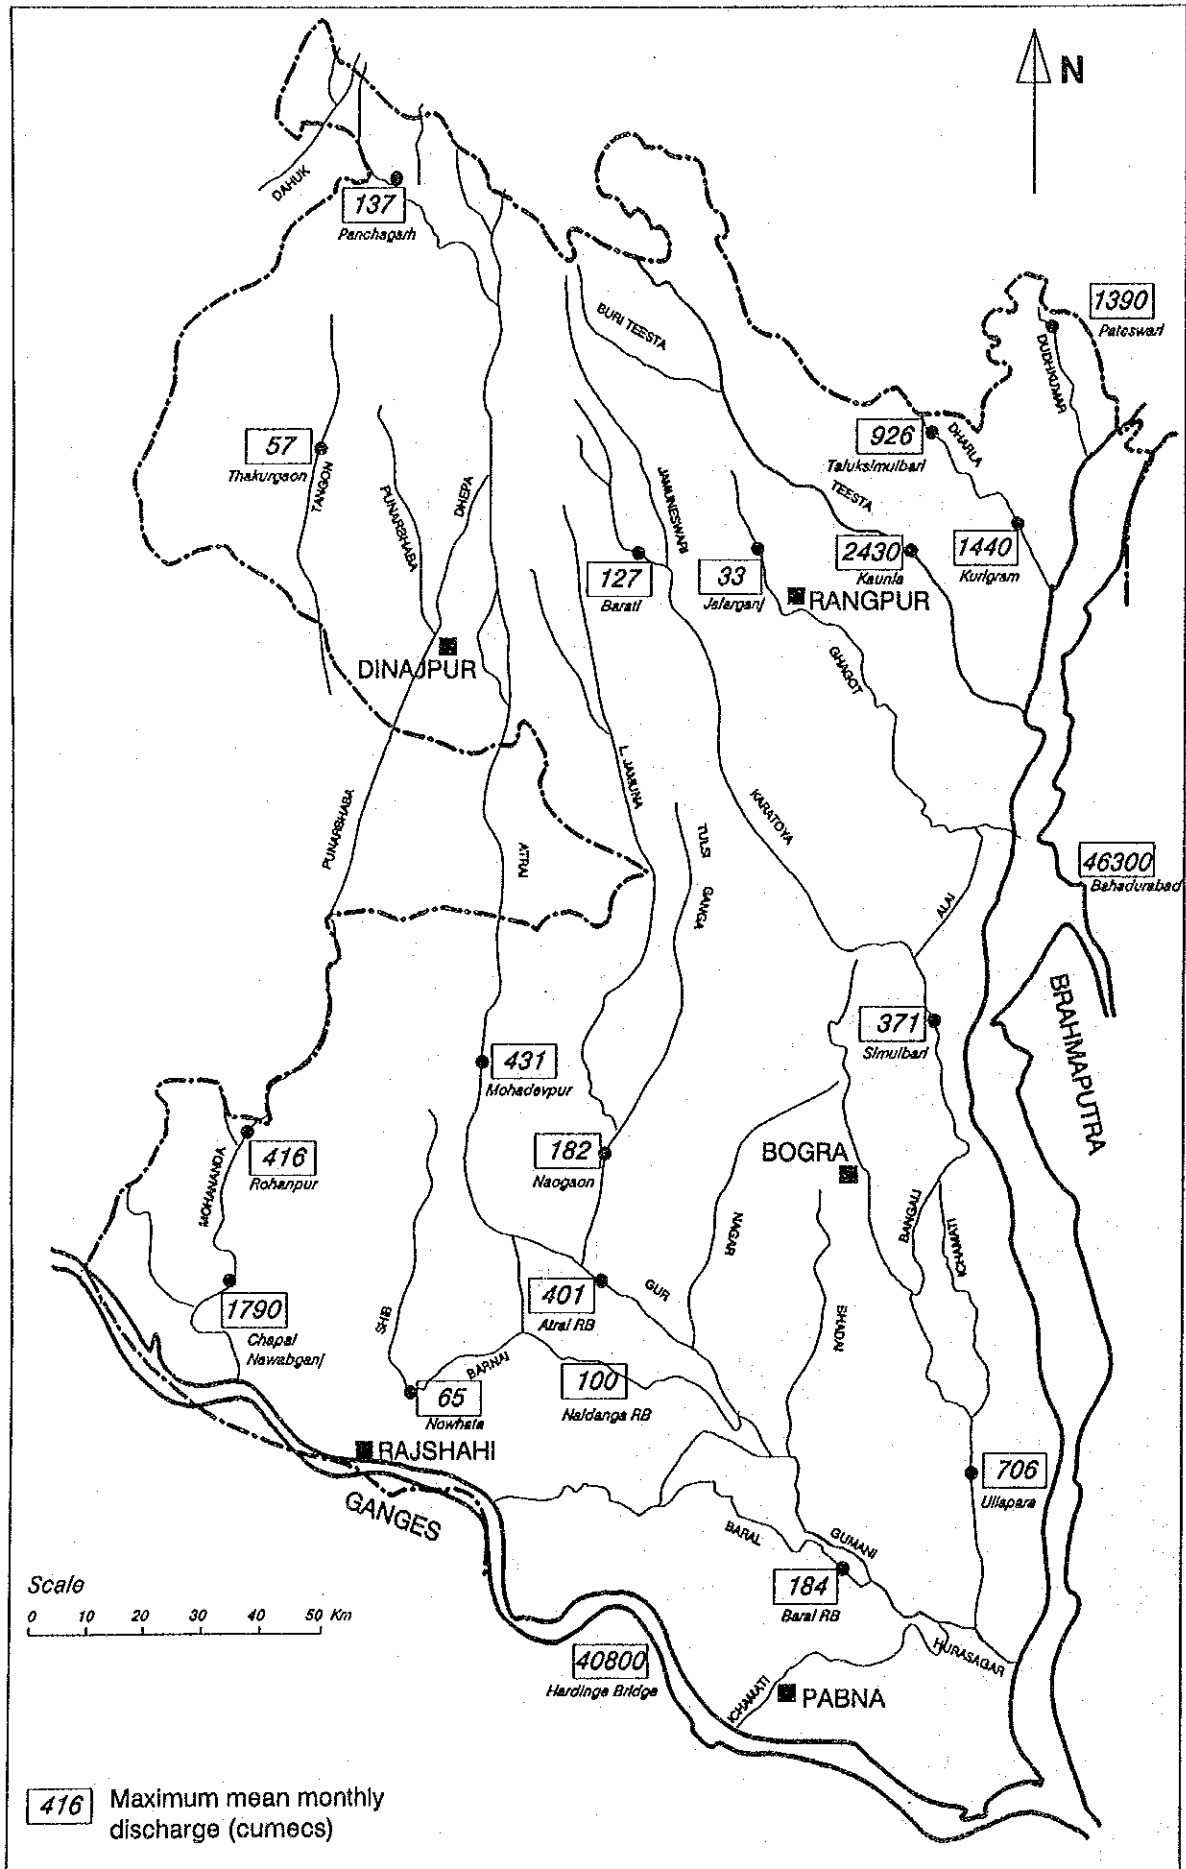 N
DAHUK
137
Panchagarh
1390
Pateswari
BURI TEESTA
DUDHKUMAR
57
Thakurgaon
TANGON
PUNARBHABA
DHEPA
JAMUNESWARI
926
Taluksimulbari
DHARLA
TEESTA
127
Barati
33
Jafarganj
2430
Kaunia
1440
Kurigram
RANGPUR
DINAJPUR
GHAGOT
L. JAMUNA
PUNARBHABA
ATRAI
TULSI GANGA
KARATOYA
46300
Bahadurabad
ALAI
BRAHMAPUTRA
371
Simulbari
431
Mohadevpur
416
Rohanpur
MOHANANDA
182
Naogaon
BOGRA
NAGAR
BANGALI
ICHAMATI
1790
Chapai
Nawabganj
SHIB
401
Atrai RB
GUR
BHADAI
BARNAI
65
Nowhata
100
Naldanga RB
RAJSHAHI
GANGES
706
Ullapara
BARAL
GUMANI
184
Baral RB
Scale
0 10 20 30 40 50 Km
40800
Hardinge Bridge
HURASAGAR
ICHAMATI
PABNA
416 Maximum mean monthly
discharge (cumecs)